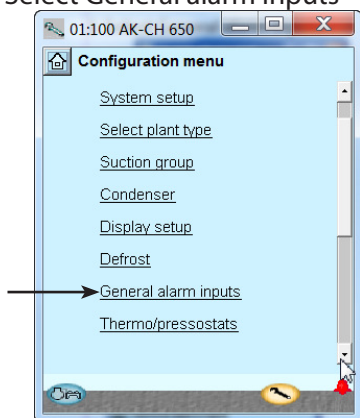 Select General alarm inputs
01:100 AK-CH 650
Configuration menu
System setup
Select plant type
Suction group
Condenser
Display setup
Defrost
General alarm inputs
Thermo/pressostats